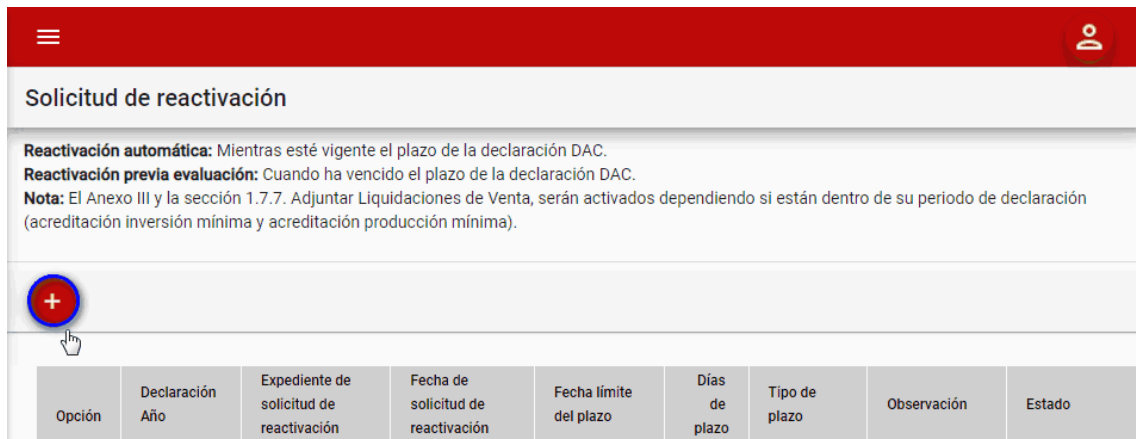 Solicitud de reactivación
Reactivación automática: Mientras esté vigente el plazo de la declaración DAC.
Reactivación previa evaluación: Cuando ha vencido el plazo de la declaración DAC.
Nota: El Anexo III y la sección 1.7.7. Adjuntar Liquidaciones de Venta, serán activados dependiendo si están dentro de su periodo de declaración
(acreditación inversión mínima y acreditación producción mínima).
+
Opción
Declaración
Año
Expediente de
solicitud de
reactivación
Fecha de
solicitud de
reactivación
Fecha límite
del plazo
Días
de
plazo
Tipo de
plazo
Observación
Estado